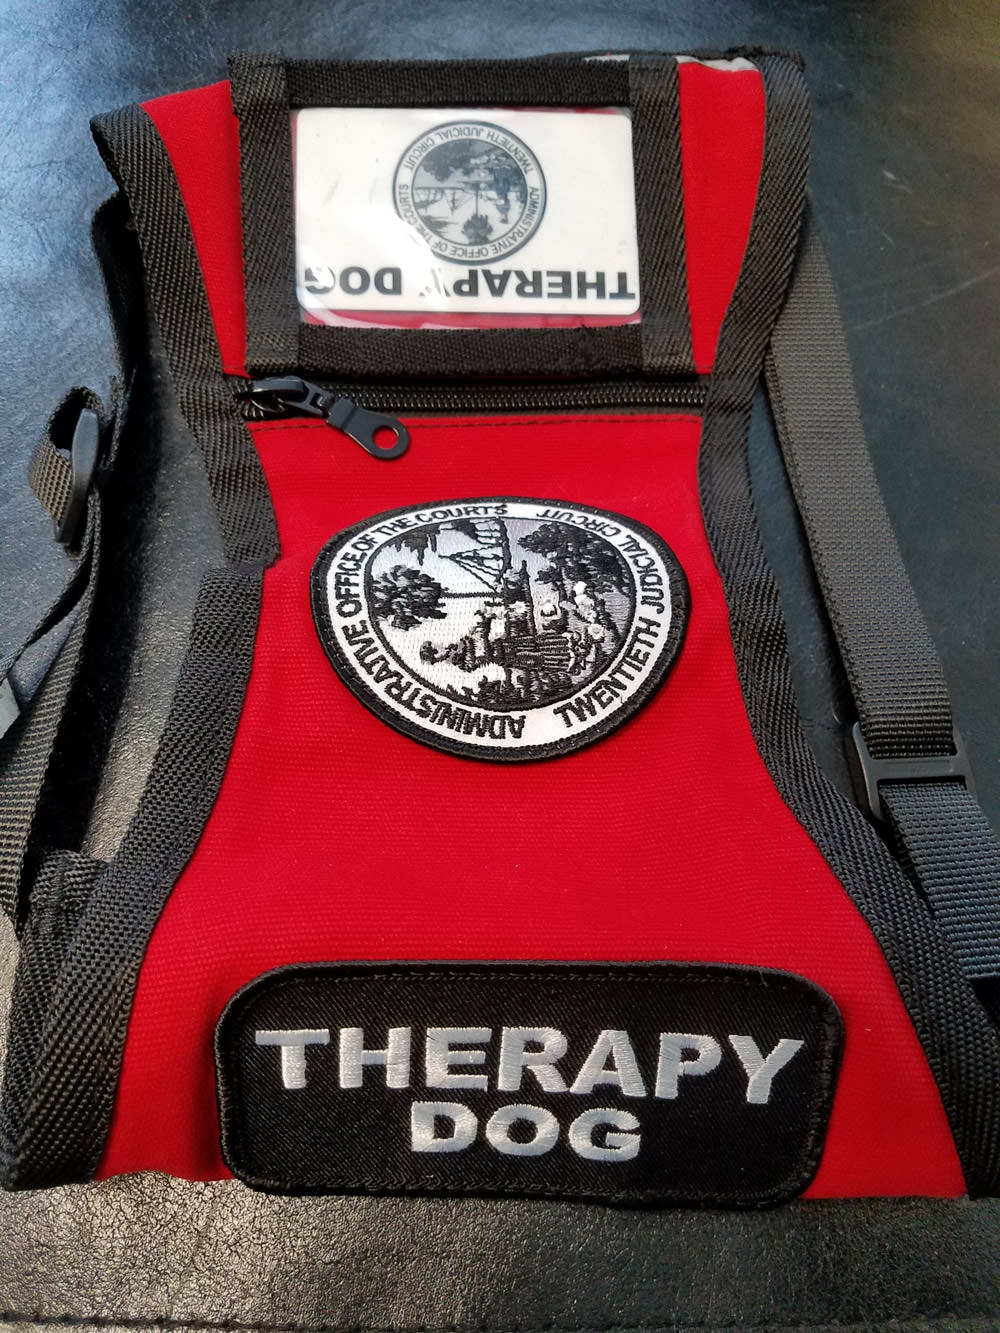 TWENTIETH JUDICIAL CIRCUIT
ADMINISTRATIVE OFFICE OF THE COURTS
THERAPY DOG
ADMINISTRATIVE OFFICE OF THE COURTS
TWENTIETH JUDICIAL CIRCUIT
THERAPY
DOG